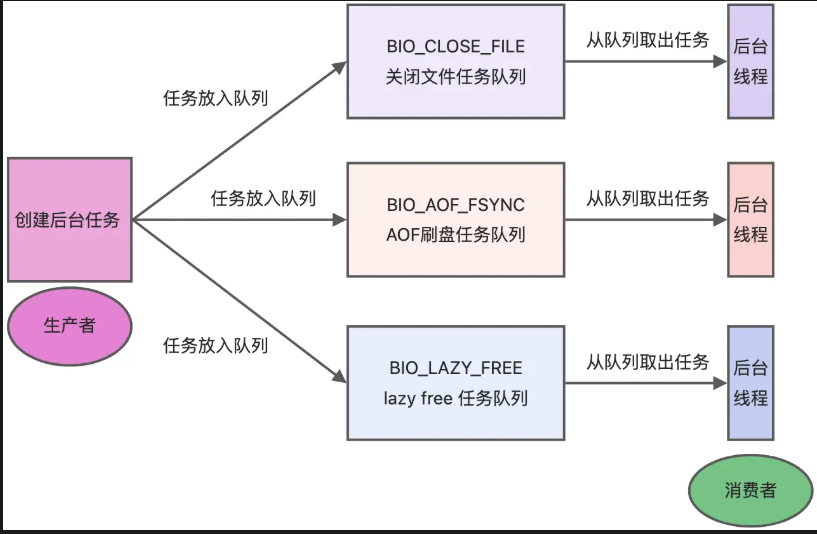 创建后台任务
生产者
任务放入队列
BIO_CLOSE_FILE
关闭文件任务队列
从队列取出任务
后台
线程
任务放入队列
BIO_AOF_FSYNC
AOF刷盘任务队列
从队列取出任务
后台
线程
任务放入队列
BIO_LAZY_FREE
lazy free 任务队列
从队列取出任务
后台
线程
消费者